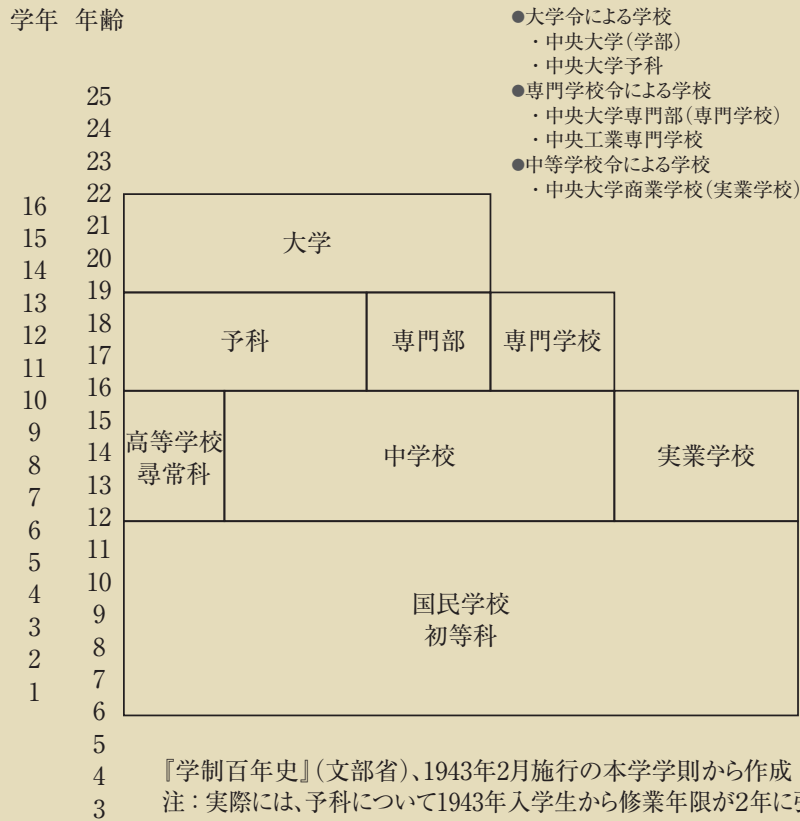 学年 年齢
●大学令による学校
・中央大学(学部)
・中央大学予科
●専門学校令による学校
・中央大学専門部(専門学校)
・中央工業専門学校
●中等学校令による学校
・中央大学商業学校(実業学校)
25
24
23
22
16
21
15
20
14
19
13
18
12
17
11
16
10
15
9
14
8
13
7
12
6
11
5
10
4
9
3
8
2
7
1
6
5
4
3
大学
予科
専門部
専門学校
高等学校
尋常科
中学校
実業学校
国民学校
初等科
『学制百年史』(文部省)、1943年2月施行の本学学則から作成
注:実際には、予科について1943年入学生から修業年限が2年に